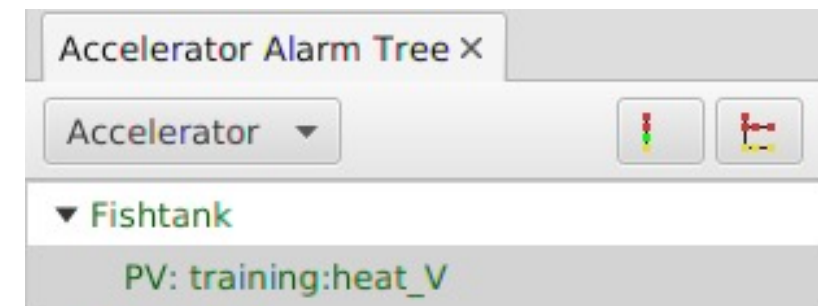 Accelerator Alarm Tree
Accelerator
Fishtank
PV: training:heat_V